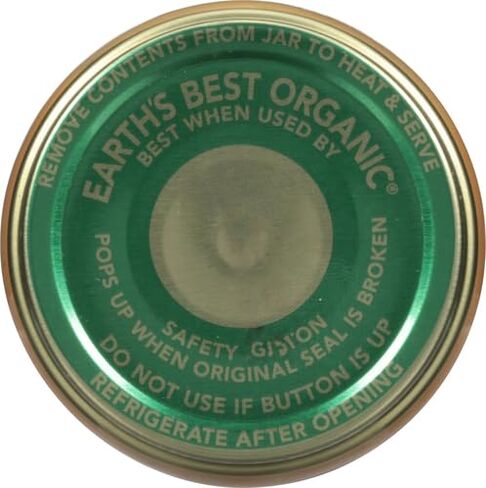 REMOVE CONTENTS FROM JAR TO HEAT & SERVE
EARTH'S BEST ORGANIC®
BEST WHEN USED BY
SAFETY
POPS UP WHEN ORIGINAL SEAL IS BROKEN
DO NOT USE IF BUTTON IS UP
REFRIGERATE AFTER OPENING